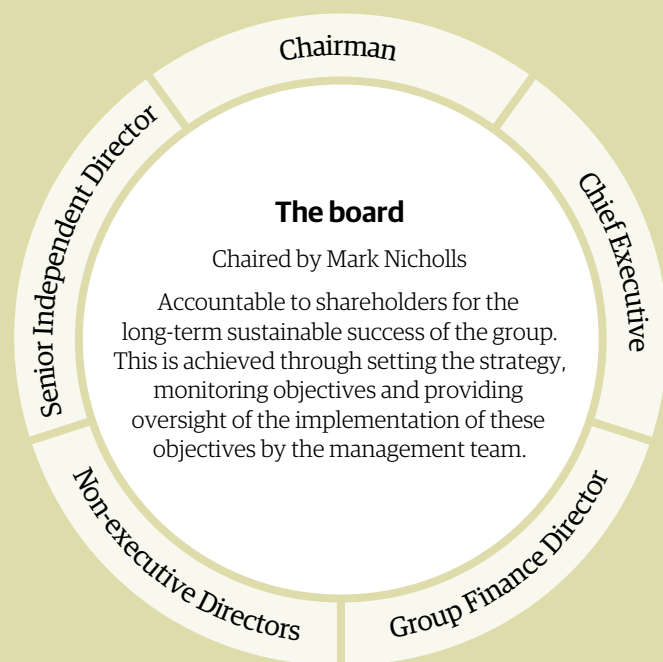 Chairman
Chief Executive
Group Finance Director
Non-executive Directors
Senior Independent Director
The board
Chaired by Mark Nicholls
Accountable to shareholders for the
long-term sustainable success of the group.
This is achieved through setting the strategy,
monitoring objectives and providing
oversight of the implementation of these
objectives by the management team.